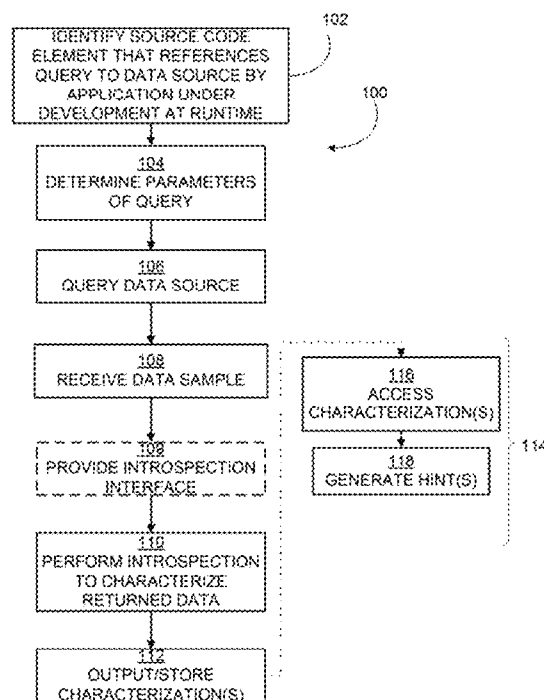 102
IDENTIFY SOURCE CODE
ELEMENT THAT REFERENCES
QUERY TO DATA SOURCE BY
APPLICATION UNDER
DEVELOPMENT AT RUNTIME
100
104
DETERMINE PARAMETERS
OF QUERY
106
QUERY DATA SOURCE
108
RECEIVE DATA SAMPLE
109
PROVIDE INTROSPECTION
INTERFACE
110
PERFORM INTROSPECTION
TO CHARACTERIZE
RETURNED DATA
112
OUTPUT/STORE
CHARACTERIZATION(S)
116
ACCESS
CHARACTERIZATION(S)
118
GENERATE HINT(S)
114